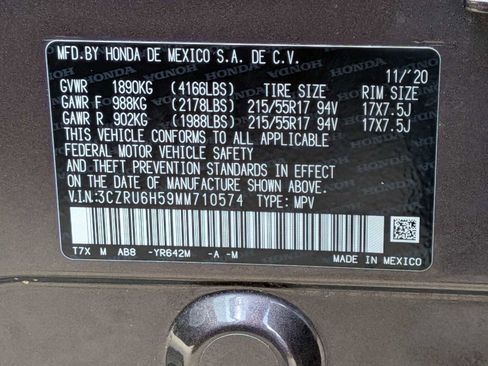 MFD.BY HONDA DE MEXICO S.A. DE C.V.
11/'20
GVWR 1890KG (4166LBS) TIRE SIZE RIM SIZE
GAWR F 988KG (2178LBS) 215/55R17 94V 17X7.5J
GAWR R 902KG (1988LBS) 215/55R17 94V 17X7.5J
THIS VEHICLE CONFORMS TO ALL APPLICABLE
FEDERAL MOTOR VEHICLE SAFETY
AND THEFT PREVENTION STANDARDS IN EFFECT ON
THE DATE OF MANUFACTURE SHOWN ABOVE.
V.IN:3CZRU6H59MM710574 TYPE: MPV
T7X M AB8 -YR642M -A -M
MADE IN MEXICO